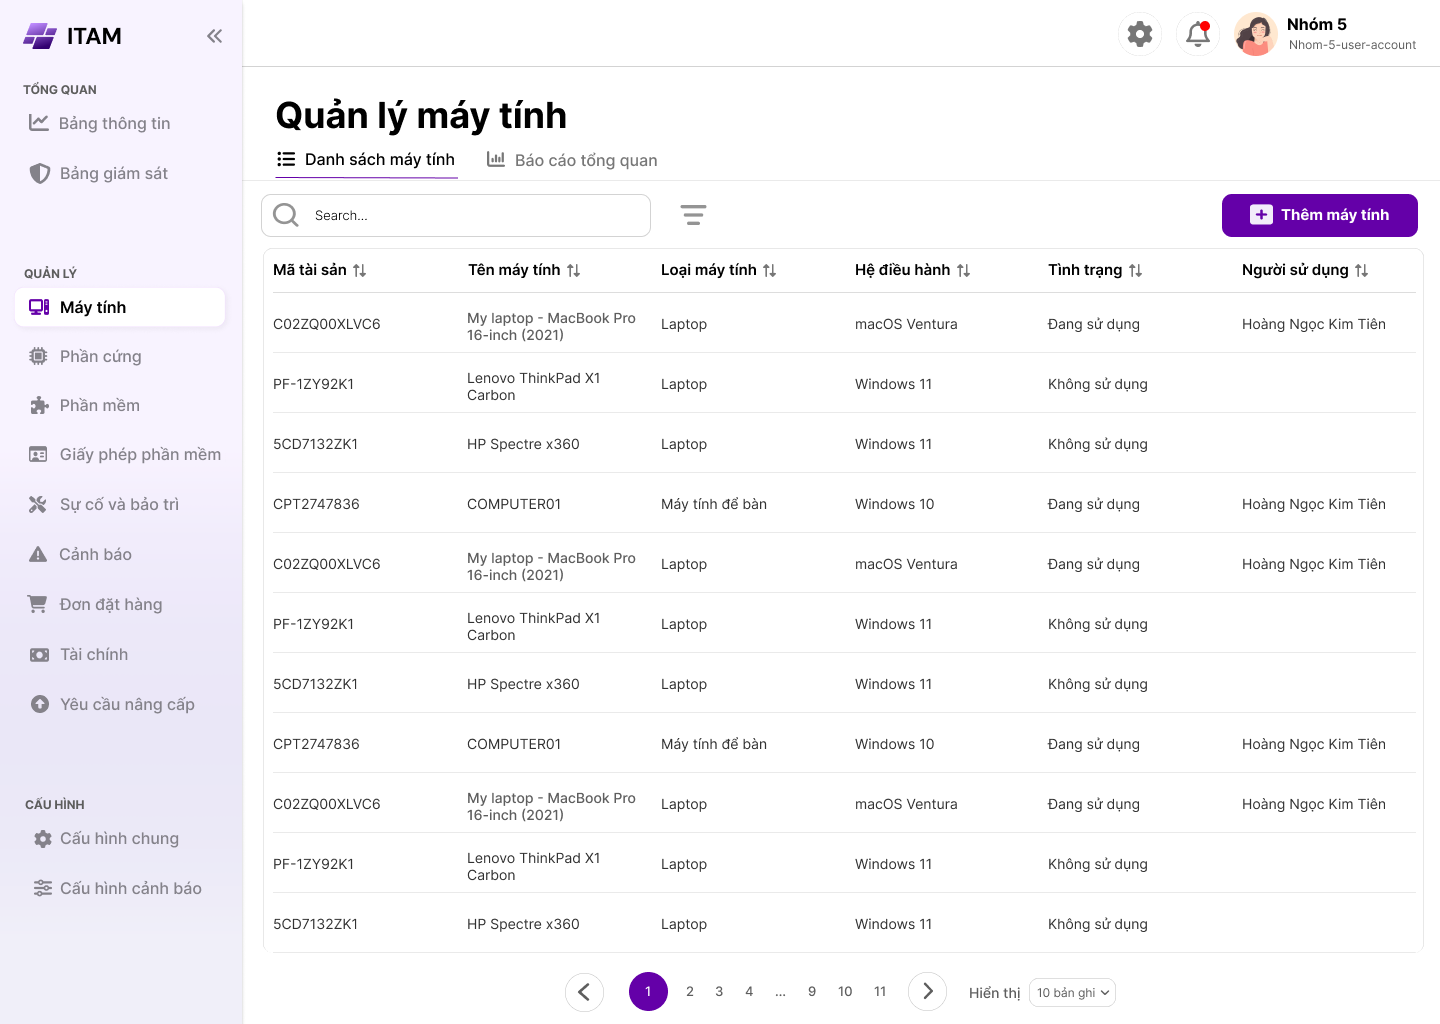 ITAM
TỔNG QUAN
Bảng thông tin
Bảng giám sát
QUẢN LÝ
Máy tính
Phần cứng
Phần mềm
Giấy phép phần mềm
Sự cố và bảo trì
Cảnh báo
Đơn đặt hàng
Tài chính
Yêu cầu nâng cấp
CẤU HÌNH
Cấu hình chung
Cấu hình cảnh báo
Nhóm 5
Nhom-5-user-account
Quản lý máy tính
Danh sách máy tính Báo cáo tổng quan
Search... Thêm máy tính
Mã tài sản Tên máy tính Loại máy tính Hệ điều hành Tình trạng Người sử dụng
C02ZQ00XLVC6 My laptop - MacBook Pro 16-inch (2021) Laptop macOS Ventura Đang sử dụng Hoàng Ngọc Kim Tiên
PF-1ZY92K1 Lenovo ThinkPad X1 Carbon Laptop Windows 11 Không sử dụng
5CD7132ZK1 HP Spectre x360 Laptop Windows 11 Không sử dụng
CPT2747836 COMPUTER01 Máy tính để bàn Windows 10 Đang sử dụng Hoàng Ngọc Kim Tiên
C02ZQ00XLVC6 My laptop - MacBook Pro 16-inch (2021) Laptop macOS Ventura Đang sử dụng Hoàng Ngọc Kim Tiên
PF-1ZY92K1 Lenovo ThinkPad X1 Carbon Laptop Windows 11 Không sử dụng
5CD7132ZK1 HP Spectre x360 Laptop Windows 11 Không sử dụng
CPT2747836 COMPUTER01 Máy tính để bàn Windows 10 Đang sử dụng Hoàng Ngọc Kim Tiên
C02ZQ00XLVC6 My laptop - MacBook Pro 16-inch (2021) Laptop macOS Ventura Đang sử dụng Hoàng Ngọc Kim Tiên
PF-1ZY92K1 Lenovo ThinkPad X1 Carbon Laptop Windows 11 Không sử dụng
5CD7132ZK1 HP Spectre x360 Laptop Windows 11 Không sử dụng
1 2 3 4 ... 9 10 11 Hiển thị 10 bản ghi